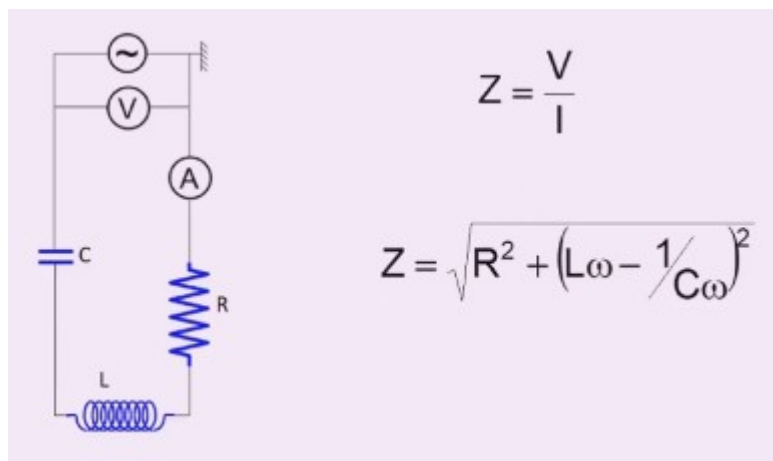 ~
V
A
C
R
L
Z = V/I
Z = √R² + (Lω − 1/Cω)²